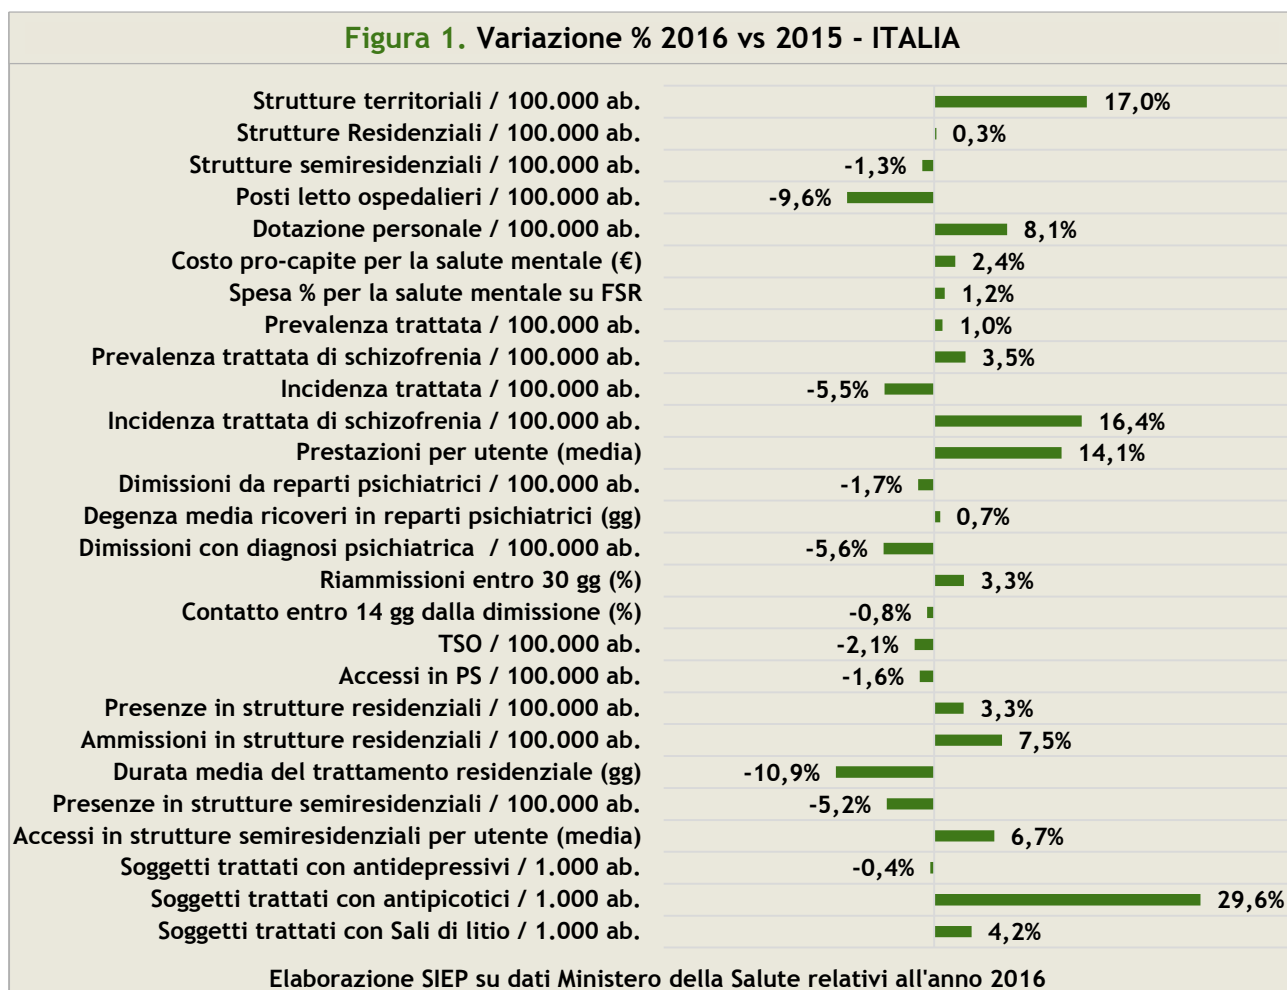 Figura 1. Variazione % 2016 vs 2015 - ITALIA
Strutture territoriali / 100.000 ab. 17,0%
Strutture Residenziali / 100.000 ab. 0,3%
Strutture semiresidenziali / 100.000 ab. -1,3%
Posti letto ospedalieri / 100.000 ab. -9,6%
Dotazione personale / 100.000 ab. 8,1%
Costo pro-capite per la salute mentale (€) 2,4%
Spesa % per la salute mentale su FSR 1,2%
Prevalenza trattata / 100.000 ab. 1,0%
Prevalenza trattata di schizofrenia / 100.000 ab. 3,5%
Incidenza trattata / 100.000 ab. -5,5%
Incidenza trattata di schizofrenia / 100.000 ab. 16,4%
Prestazioni per utente (media) 14,1%
Dimissioni da reparti psichiatrici / 100.000 ab. -1,7%
Degenza media ricoveri in reparti psichiatrici (gg) 0,7%
Dimissioni con diagnosi psichiatrica / 100.000 ab. -5,6%
Riammissioni entro 30 gg (%) 3,3%
Contatto entro 14 gg dalla dimissione (%) -0,8%
TSO / 100.000 ab. -2,1%
Accessi in PS / 100.000 ab. -1,6%
Presenze in strutture residenziali / 100.000 ab. 3,3%
Ammissioni in strutture residenziali / 100.000 ab. 7,5%
Durata media del trattamento residenziale (gg) -10,9%
Presenze in strutture semiresidenziali / 100.000 ab. -5,2%
Accessi in strutture semiresidenziali per utente (media) 6,7%
Soggetti trattati con antidepressivi / 1.000 ab. -0,4%
Soggetti trattati con antipicotici / 1.000 ab. 29,6%
Soggetti trattati con Sali di litio / 1.000 ab. 4,2%
Elaborazione SIEP su dati Ministero della Salute relativi all'anno 2016